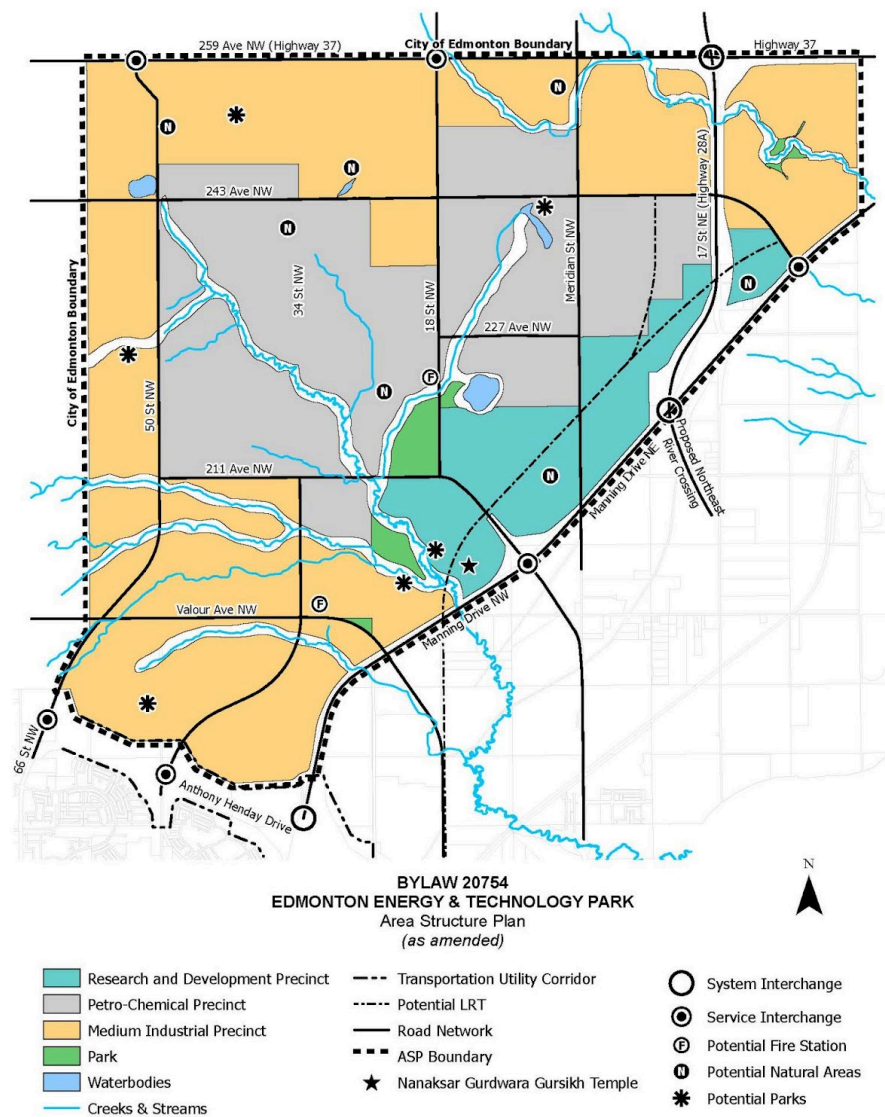 259 Ave NW (Highway 37)
City of Edmonton Boundary
Highway 37
N
N
N
243 Ave NW
17 St NE (Highway 28A)
City of Edmonton Boundary
N
34 St NW
18 St NW
Meridian St NW
N
227 Ave NW
50 St NW
F
N
Proposed Northeast
River Crossing
211 Ave NW
N
Manning Drive NE
F
Valour Ave NW
Manning Drive NW
66 St NW
Anthony Henday Drive
N
BYLAW 20754
EDMONTON ENERGY & TECHNOLOGY PARK
Area Structure Plan
(as amended)
Research and Development Precinct
Petro-Chemical Precinct
Medium Industrial Precinct
Park
Waterbodies
Creeks & Streams
Transportation Utility Corridor
Potential LRT
Road Network
ASP Boundary
Nanaksar Gurdwara Gursikh Temple
System Interchange
Service Interchange
F Potential Fire Station
N Potential Natural Areas
Potential Parks